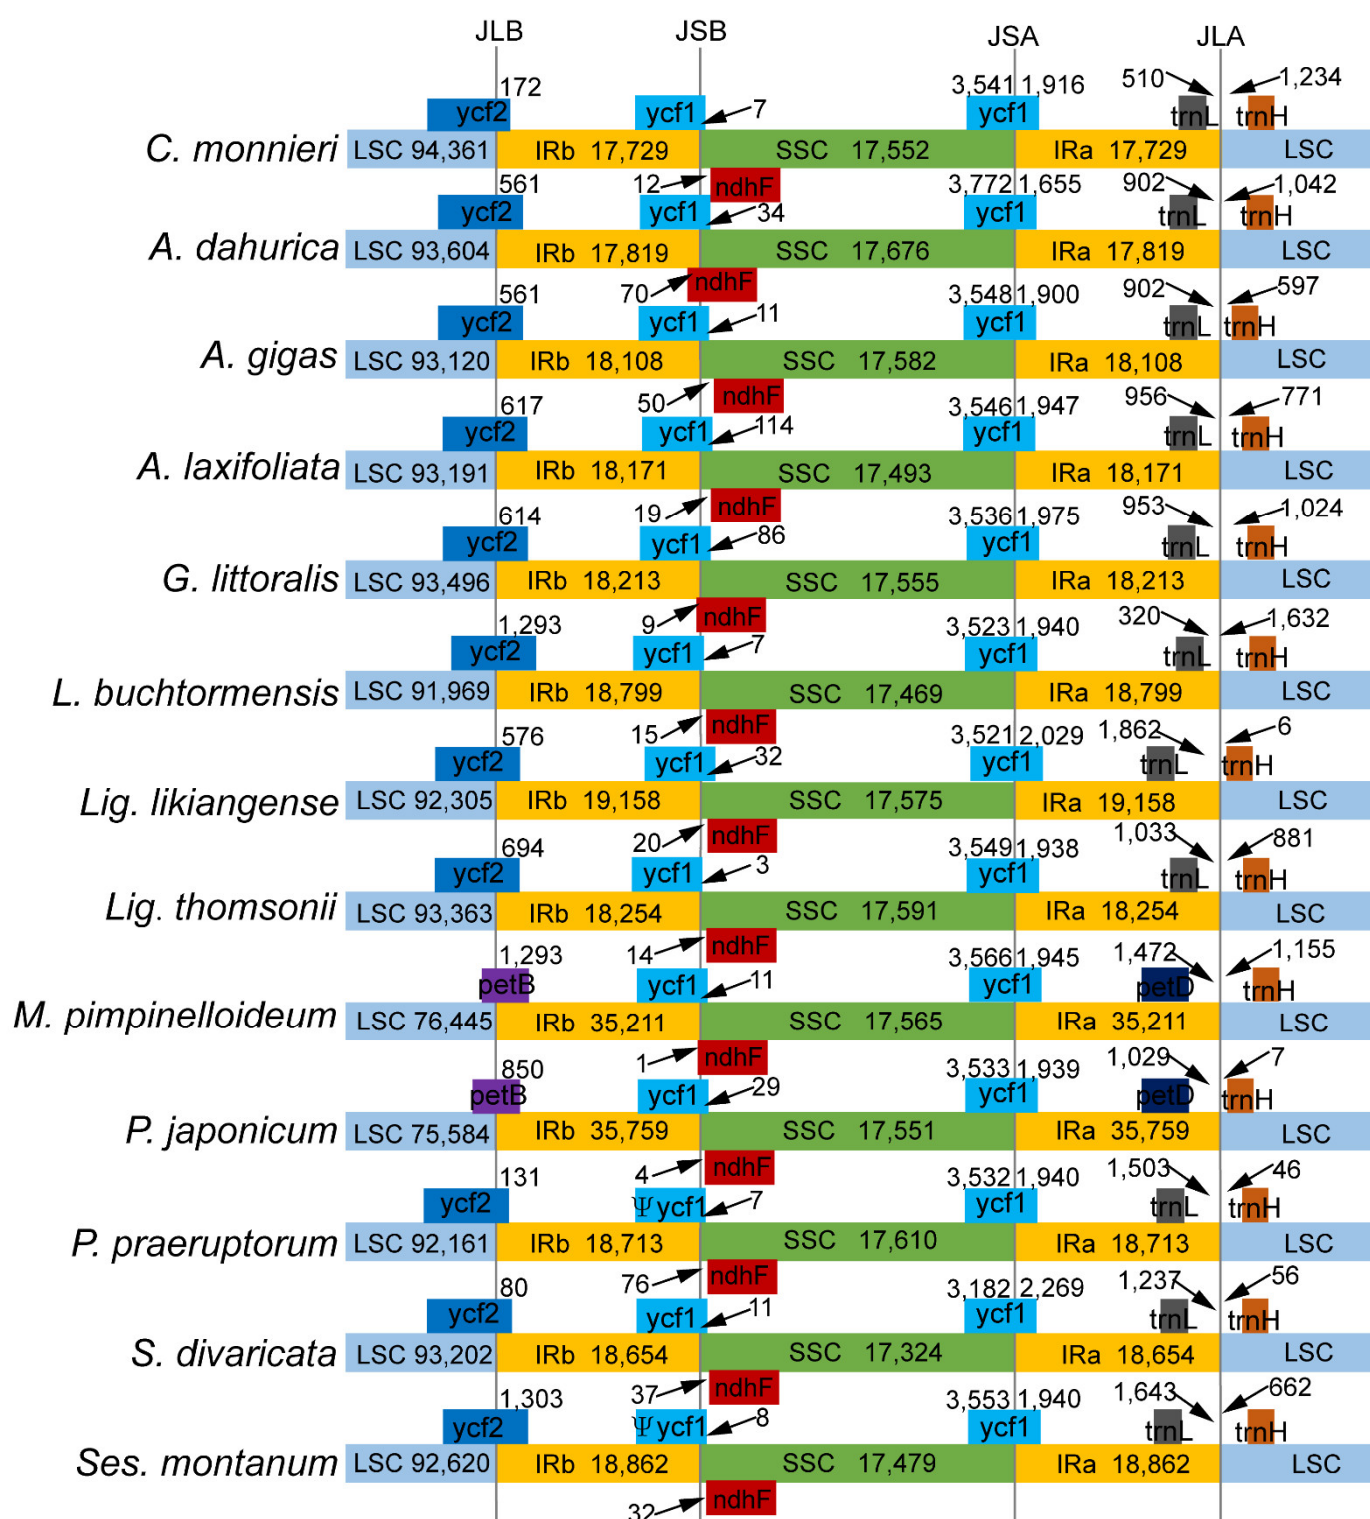 JLB JSB JSA JLA
172 3,541 1,916 510 1,234
ycf2 ycf1 7 ycf1 trnL trnH
C. monnieri LSC 94,361 IRb 17,729 SSC 17,552 IRa 17,729 LSC
561 12 ndhF 3,772 1,655 902 1,042
ycf2 ycf1 34 ycf1 trnL trnH
A. dahurica LSC 93,604 IRb 17,819 SSC 17,676 IRa 17,819 LSC
561 70 ndhF 3,548 1,900 902 597
ycf2 ycf1 11 ycf1 trnL trnH
A. gigas LSC 93,120 IRb 18,108 SSC 17,582 IRa 18,108 LSC
617 50 ndhF 3,546 1,947 956 771
ycf2 ycf1 114 ycf1 trnL trnH
A. laxifoliata LSC 93,191 IRb 18,171 SSC 17,493 IRa 18,171 LSC
614 19 ndhF 3,536 1,975 953 1,024
ycf2 ycf1 86 ycf1 trnL trnH
G. littoralis LSC 93,496 IRb 18,213 SSC 17,555 IRa 18,213 LSC
1,293 9 ndhF 3,523 1,940 320 1,632
ycf2 ycf1 7 ycf1 trnL trnH
L. buchtormensis LSC 91,969 IRb 18,799 SSC 17,469 IRa 18,799 LSC
576 15 ndhF 3,521 2,029 1,862 6
ycf2 ycf1 32 ycf1 trnL trnH
Lig. likiangense LSC 92,305 IRb 19,158 SSC 17,575 IRa 19,158 LSC
694 20 ndhF 3,549 1,938 1,033 881
ycf2 ycf1 3 ycf1 trnL trnH
Lig. thomsonii LSC 93,363 IRb 18,254 SSC 17,591 IRa 18,254 LSC
1,293 14 ndhF 3,566 1,945 1,472 1,155
petB ycf1 11 ycf1 petD trnH
M. pimpinelloideum LSC 76,445 IRb 35,211 SSC 17,565 IRa 35,211 LSC
850 1 ndhF 3,533 1,939 1,029 7
petB ycf1 29 ycf1 petD trnH
P. japonicum LSC 75,584 IRb 35,759 SSC 17,551 IRa 35,759 LSC
131 4 ndhF 3,532 1,940 1,503 46
ycf2 Ψycf1 7 ycf1 trnL trnH
P. praeruptorum LSC 92,161 IRb 18,713 SSC 17,610 IRa 18,713 LSC
80 76 ndhF 3,182 2,269 1,237 56
ycf2 ycf1 11 ycf1 trnL trnH
S. divaricata LSC 93,202 IRb 18,654 SSC 17,324 IRa 18,654 LSC
1,303 37 ndhF 3,553 1,940 1,643 662
ycf2 Ψycf1 8 ycf1 trnL trnH
Ses. montanum LSC 92,620 IRb 18,862 SSC 17,479 IRa 18,862 LSC
32 ndhF